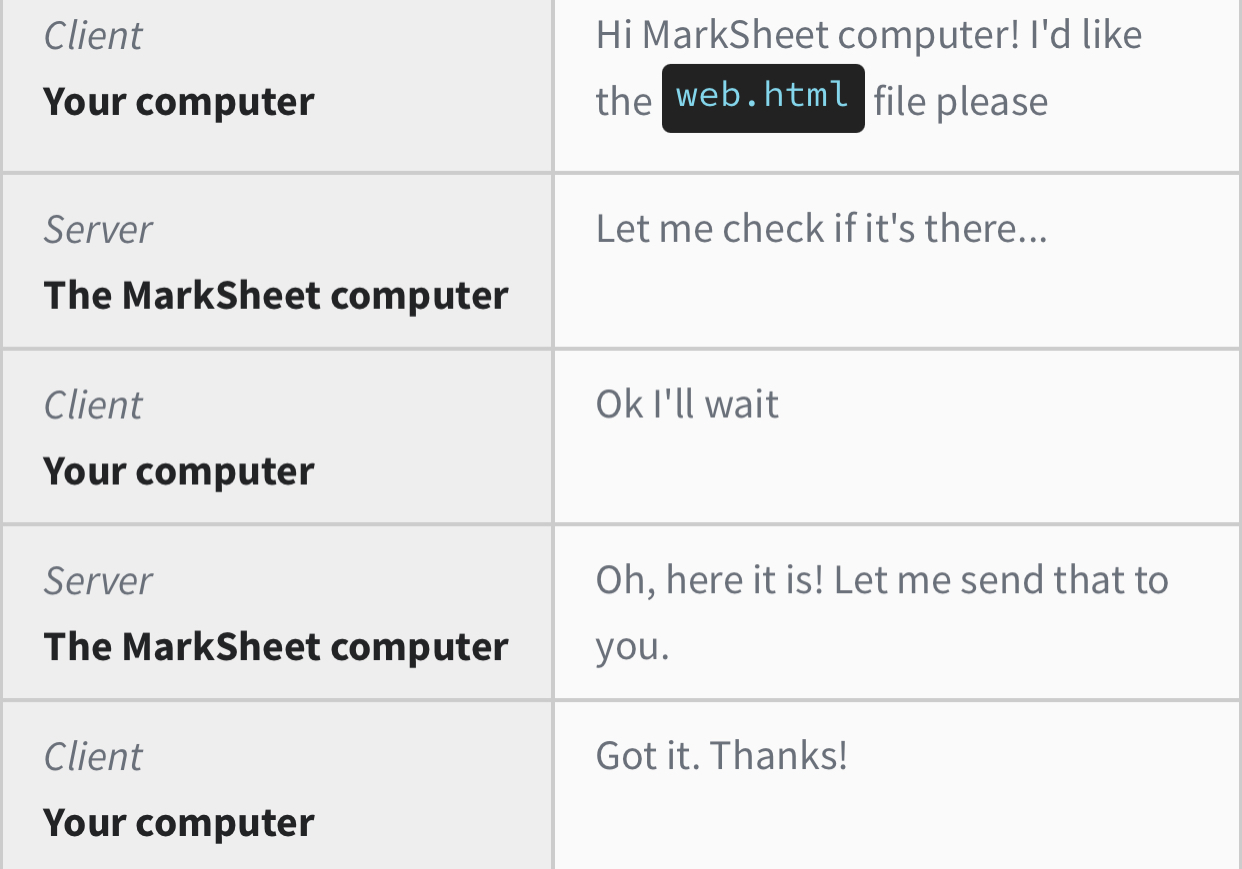 Client
Your computer
Hi MarkSheet computer! I'd like
the web.html file please
Server
The MarkSheet computer
Let me check if it's there...
Client
Your computer
Ok I'll wait
Server
The MarkSheet computer
Oh, here it is! Let me send that to
you.
Client
Your computer
Got it. Thanks!